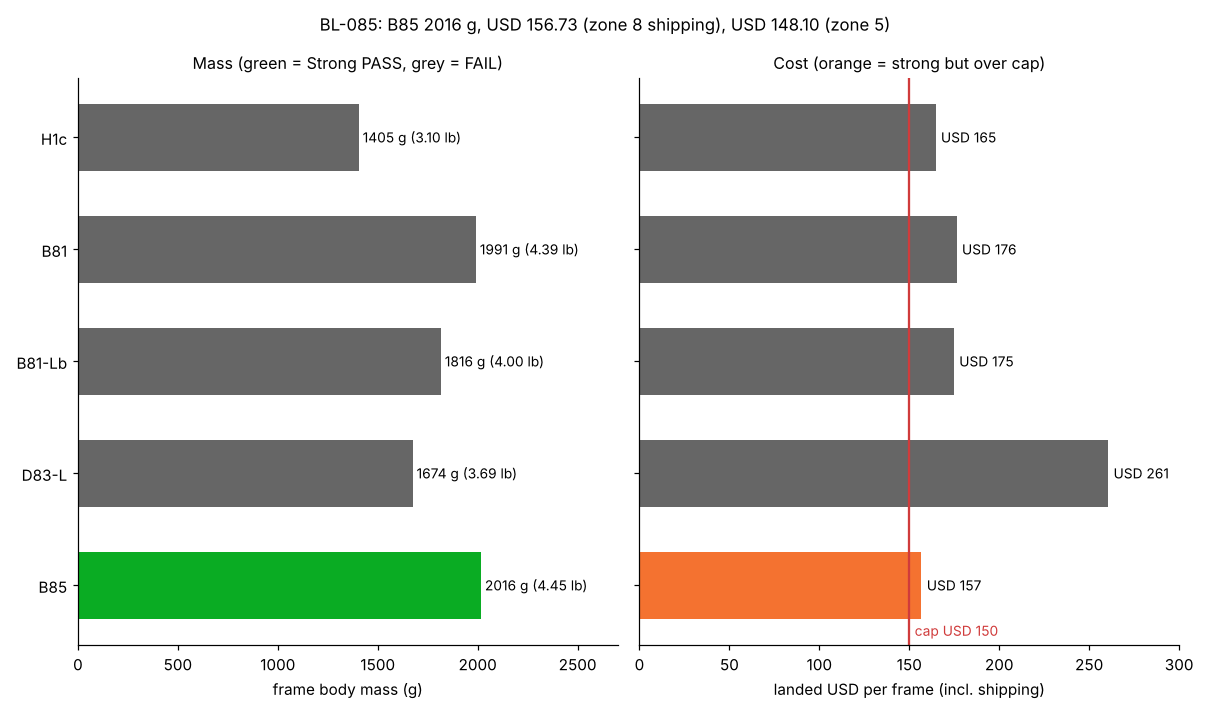 BL-085: B85 2016 g, USD 156.73 (zone 8 shipping), USD 148.10 (zone 5)
Mass (green = Strong PASS, grey = FAIL)
H1c
1405 g (3.10 lb)
B81
1991 g (4.39 lb)
B81-Lb
1816 g (4.00 lb)
D83-L
1674 g (3.69 lb)
B85
2016 g (4.45 lb)
0 500 1000 1500 2000 2500
frame body mass (g)
Cost (orange = strong but over cap)
USD 165
USD 176
USD 175
USD 261
USD 157
cap USD 150
0 50 100 150 200 250 300
landed USD per frame (incl. shipping)